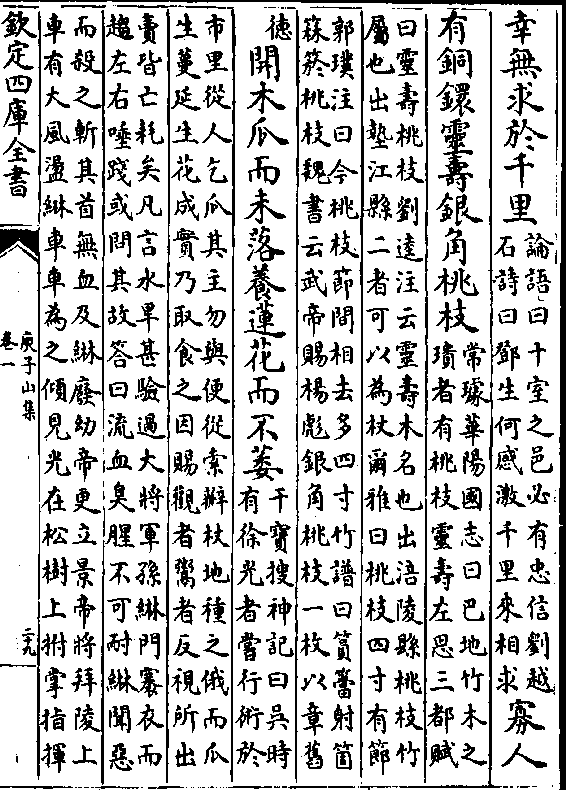 幸無求於千里論語曰十室之邑必有忠信劉越石詩曰鄧生何感激千里來相求寡人
有銅鐶靈壽銀角桃枝常璩華陽國志曰巴地竹木之璝者有桃枝靈壽左思三都賦
曰靈壽桃枝劉逵注云靈壽木名也出涪陵縣桃枝竹
屬也出墊江縣二者可以為杖爾雅曰桃枝四寸有節
郭璞注曰今桃枝節間相去多四寸竹譜曰篔簹射筒
箖箊桃枝魏書云武帝賜楊彪銀角桃枝一枚以章舊
德開木瓜而未落養蓮花而不萎干寶搜神記曰吳時有徐光者嘗行術於
市里從人乞瓜其主勿與便從索瓣杖地種之俄而瓜
生蔓延生花成實乃取食之因賜觀者鬻者反視所出
賣皆亡耗矣凡言水旱甚驗過大將軍孫綝門褰衣而
趨左右唾踐或問其故答曰流血臭腥不可耐綝聞惡
而殺之斬其首無血及綝廢幼帝更立景帝將拜陵上
車有大風盪綝車車為之傾見光在松樹上拊掌指揮
欽定四庫全書
庾子山集
卷一
二九